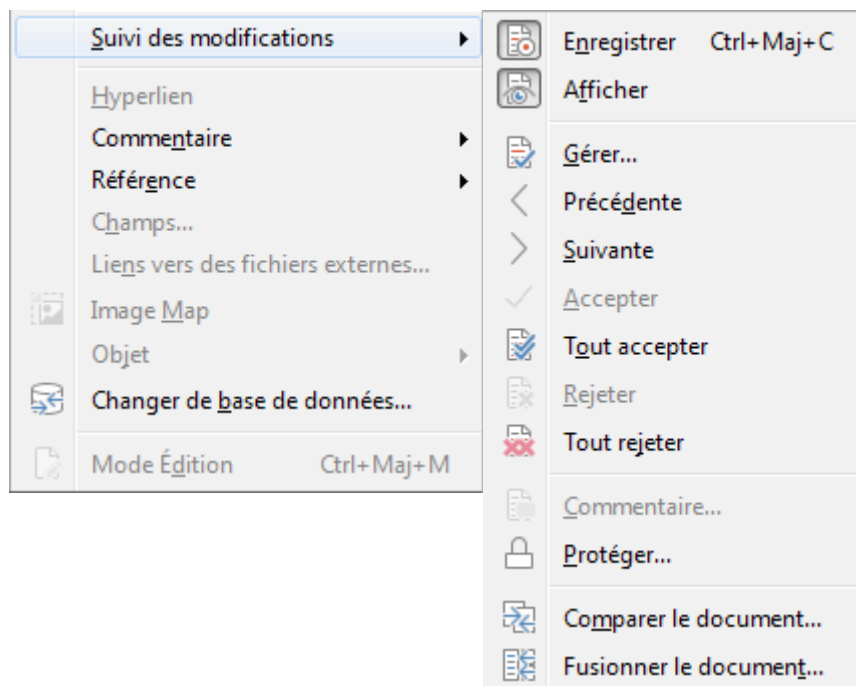 Suivi des modifications
Hyperlien
Commentaire
Référence
Champs...
Liens vers des fichiers externes...
Image Map
Objet
Changer de base de données...
Mode Édition Ctrl+Maj+M
Enregistrer Ctrl+Maj+C
Afficher
Gérer...
Précédente
Suivante
Accepter
Tout accepter
Rejeter
Tout rejeter
Commentaire...
Protéger...
Comparer le document...
Fusionner le document...